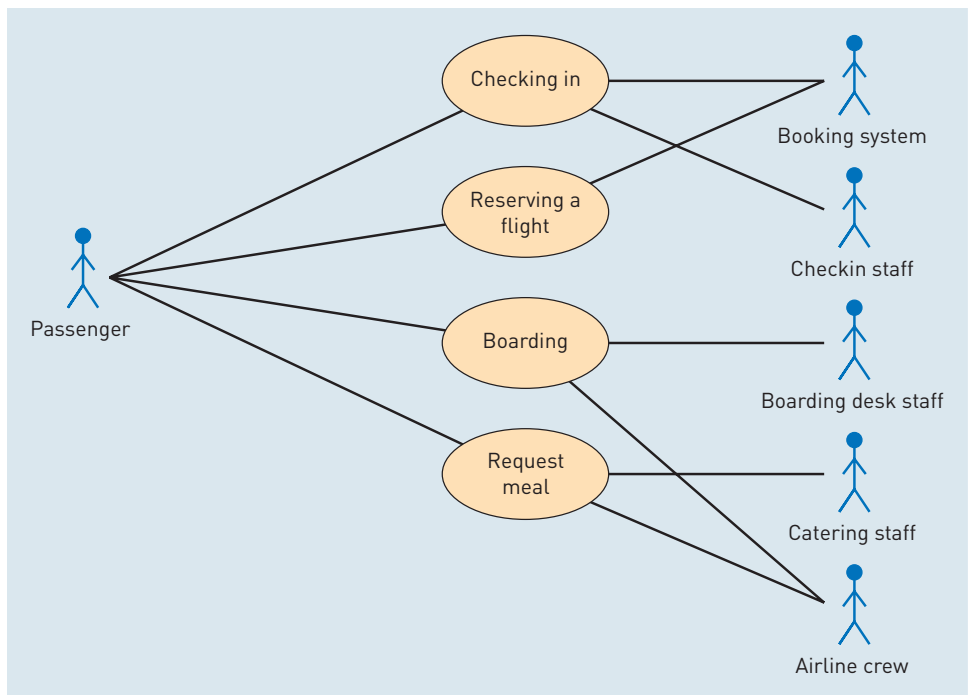 Checking in
Booking system
Reserving a
flight
Checkin staff
Passenger
Boarding
Boarding desk staff
Request
meal
Catering staff
Airline crew